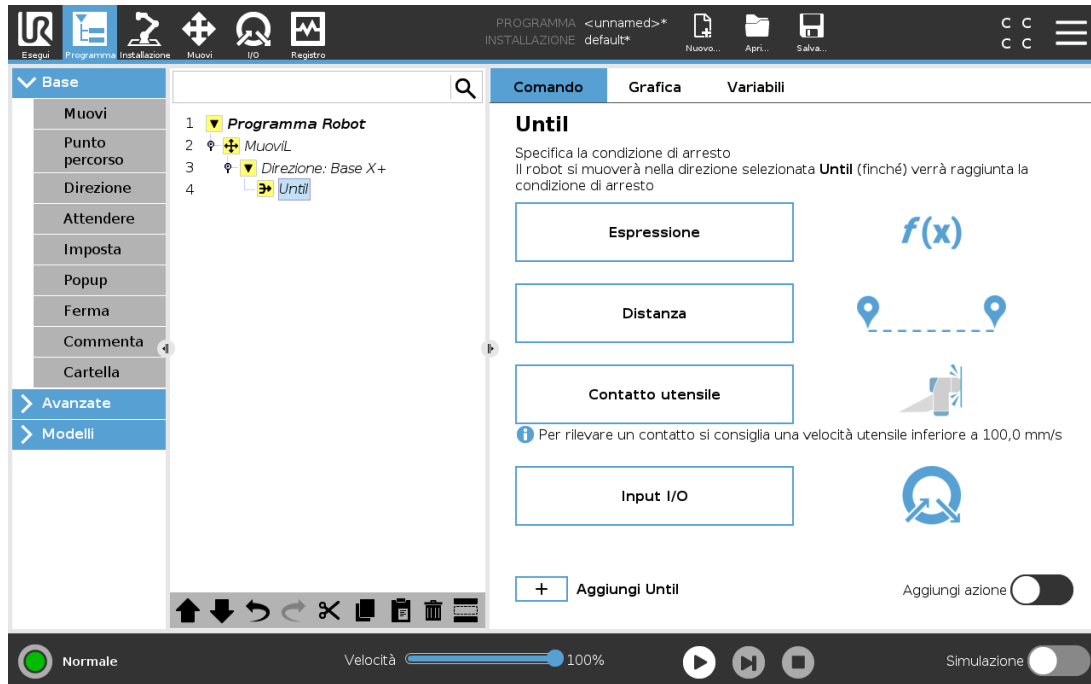 UR
PROGRAMMA <unnamed>*
INSTALLAZIONE default*
Esegui
Programma
Installazione
Muovi
I/O
Registro
Nuovo...
Apri...
Salva...
C C
C C
Base
Muovi
Punto
percorso
Direzione
Attendere
Imposta
Popup
Ferma
Commenta
Cartella
Avanzate
Modelli
1 Programma Robot
2 MuoviL
3 Direzione: Base X+
4 Until
Comando Grafica Variabili
Until
Specifica la condizione di arresto
Il robot si muoverà nella direzione selezionata Until (finché) verrà raggiunta la
condizione di arresto
Espressione
f(x)
Distanza
Contatto utensile
Per rilevare un contatto si consiglia una velocità utensile inferiore a 100,0 mm/s
Input I/O
+ Aggiungi Until
Aggiungi azione
Normale
Velocità 100%
Simulazione